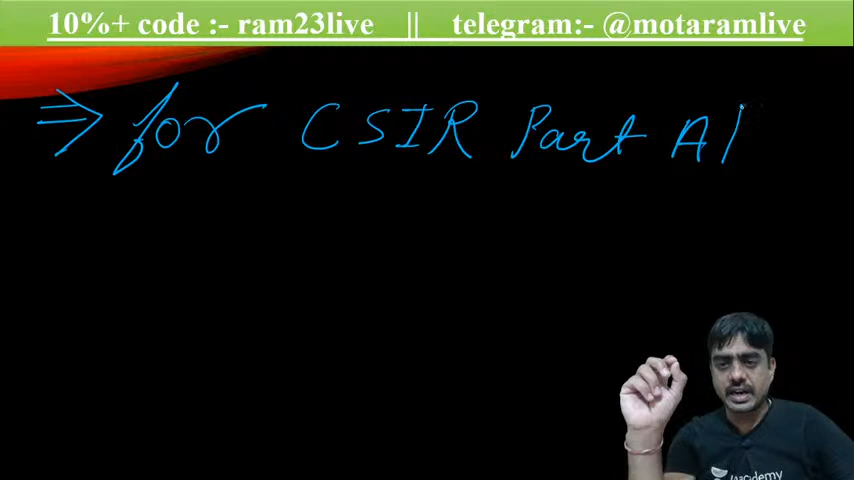 10%+ code :- ram23live || telegram:- @motaramlive
⇒ for CSIR Part A